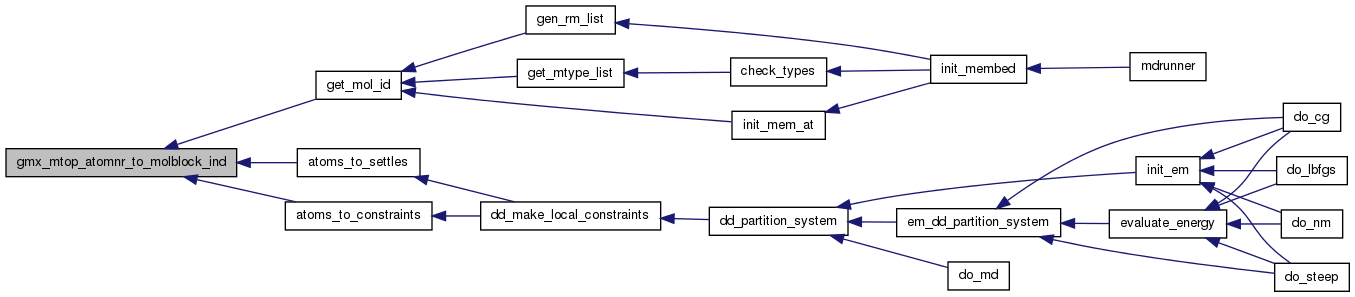 gen_rm_list
get_mtype_list
check_types
init_membed
mdrunner
get_mol_id
init_mem_at
do_cg
gmx_mtop_atomnr_to_molblock_ind
atoms_to_settles
init_em
do_lbfgs
atoms_to_constraints
dd_make_local_constraints
dd_partition_system
em_dd_partition_system
evaluate_energy
do_nm
do_md
do_steep